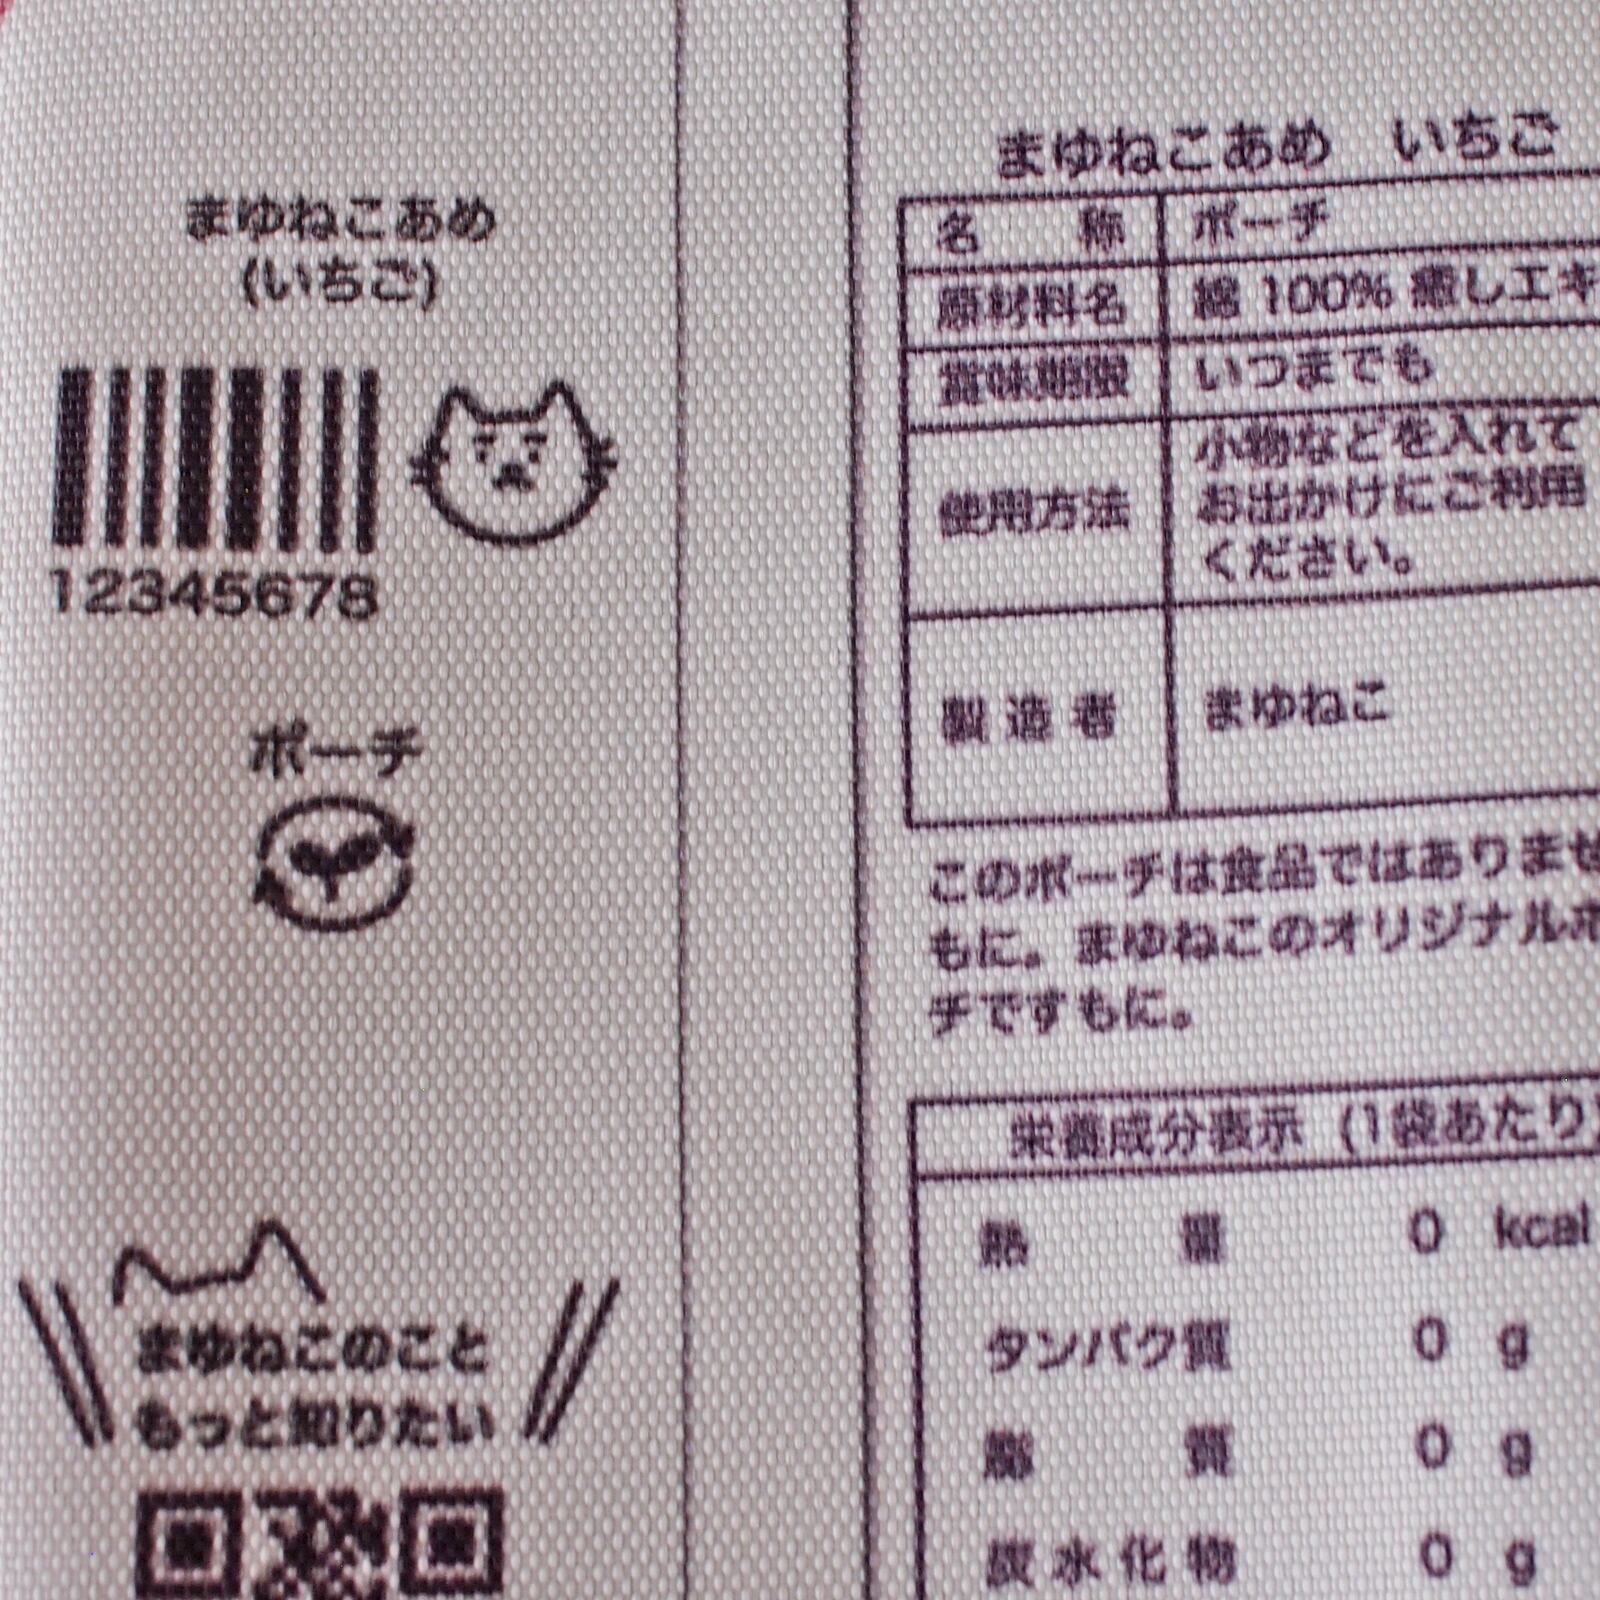 まゆねこあめ
(いちご)
12345678
ポーチ
まゆねこのこと
もっと知りたい
まゆねこあめ いちご
名称 ポーチ
原材料名 綿 100% 癒しエキ
賞味期限 いつまでも
使用方法 小物などを入れて
お出かけにご利用
ください。
製造者 まゆねこ
このポーチは食品ではありませ
もに。まゆねこのオリジナルポ
チですもに。
栄養成分表示 (1袋あたり)
熱量 0 kcal
タンパク質 0 g
脂質 0 g
炭水化物 0 g